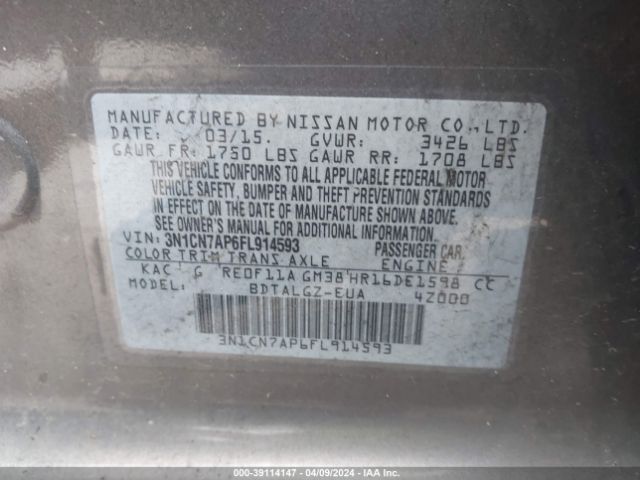 MANUFACTURED BY NISSAN MOTOR CO., LTD.
DATE: 03/15. GVWR: 3426 LBS
GAWR FR: 1750 LBS GAWR RR: 1708 LBS
THIS VEHICLE CONFORMS TO ALL APPLICABLE FEDERAL MOTOR
VEHICLE SAFETY, BUMPER AND THEFT PREVENTION STANDARDS
IN EFFECT ON THE DATE OF MANUFACTURE SHOWN ABOVE.
SEE OWNER'S MANUAL FOR ADDITIONAL INFORMATION.
VIN: 3N1CN7AP6FL914593 PASSENGER CAR
COLOR TRIM TRANS AXLE ENGINE
KAC G RE0F11A GM38 HR16DE1598 CC
MODEL: BDTALGZ-EUA 4Z000
3N1CN7AP6FL914593
000-39114147 - 04/09/2024 - IAA Inc.